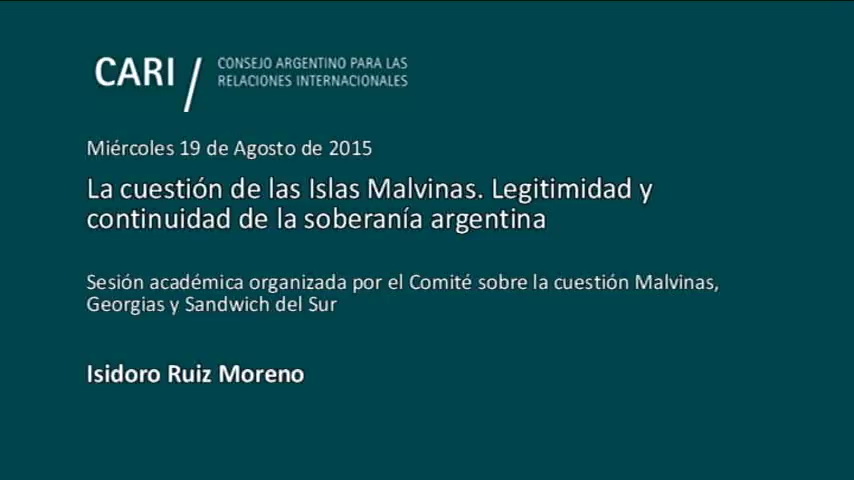 CARI
CONSEJO ARGENTINO PARA LAS
RELACIONES INTERNACIONALES
Miércoles 19 de Agosto de 2015
La cuestión de las Islas Malvinas. Legitimidad y
continuidad de la soberanía argentina
Sesión académica organizada por el Comité sobre la cuestión Malvinas,
Georgias y Sandwich del Sur
Isidoro Ruiz Moreno